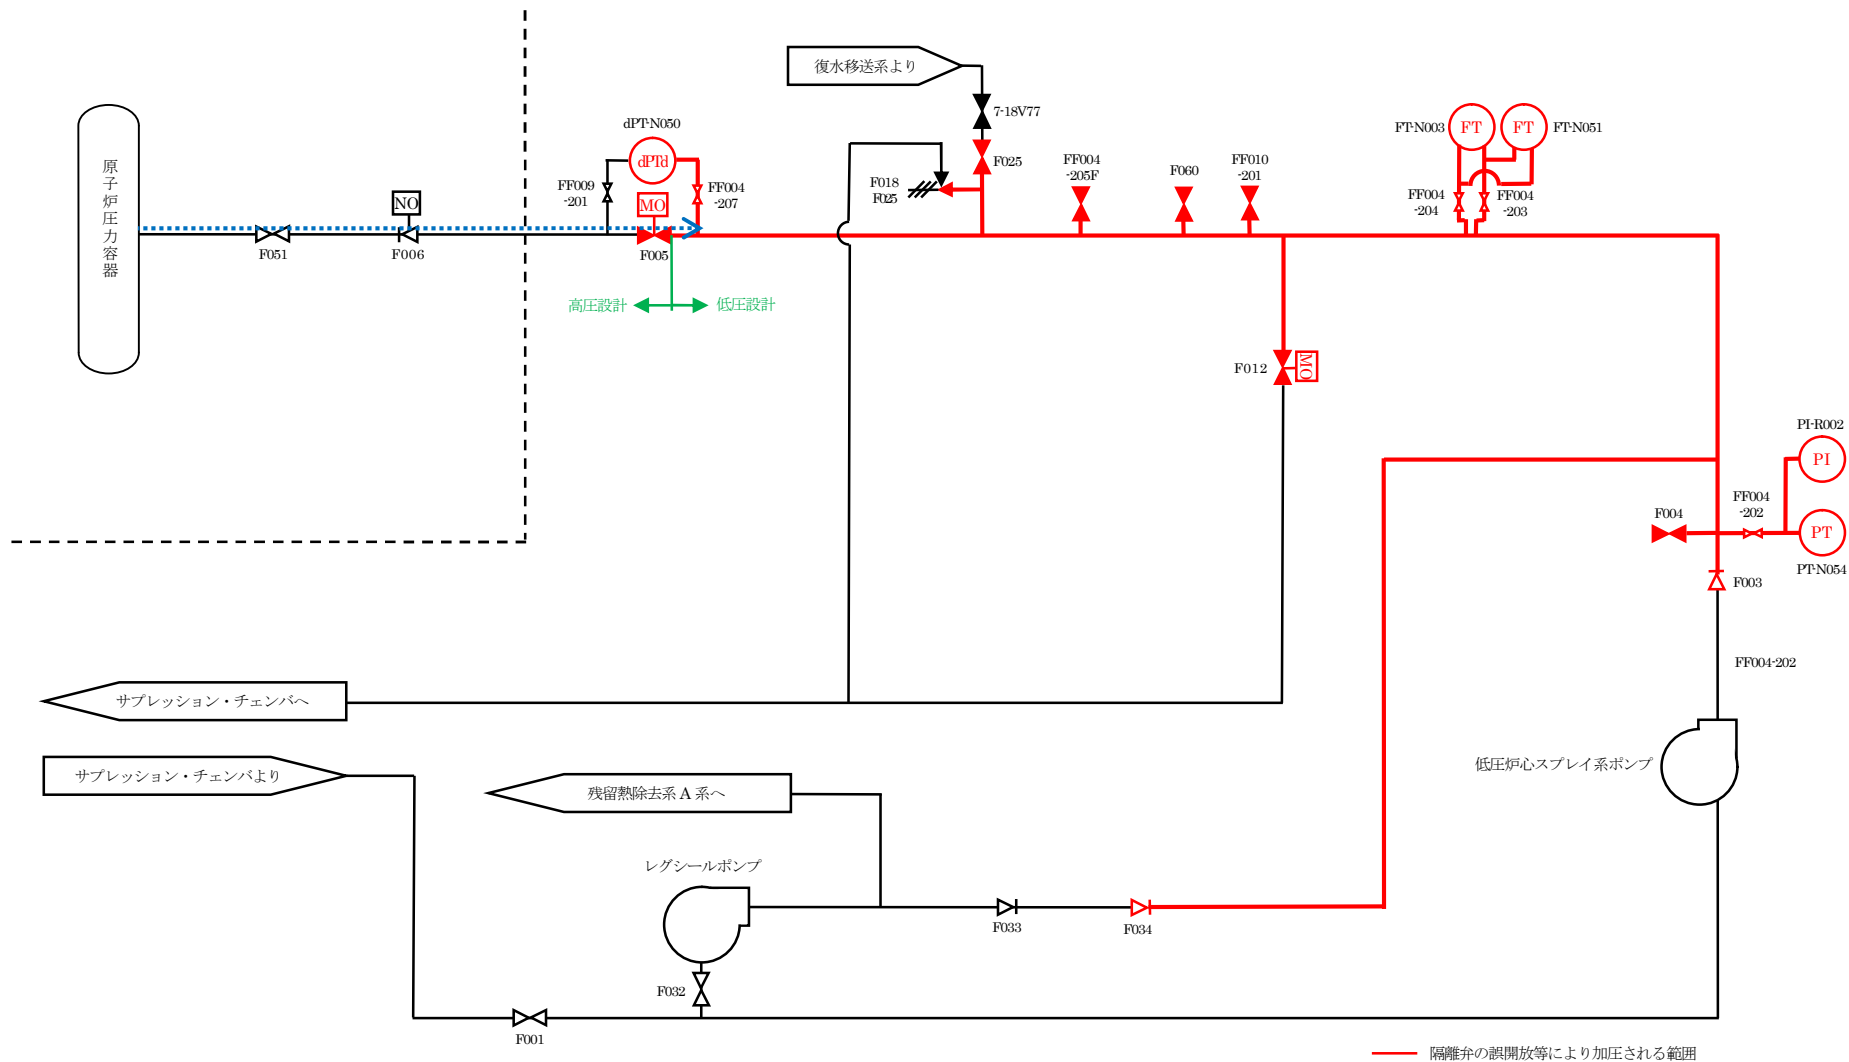 復水移送系より
7-18V77
dPT-N050
dPTd
FT-N003
FT
FT
FT-N051
原子炉圧力容器
NO
FF009
-201
MO
FF004
-207
F018
F025
F025
FF004
-205F
F060
FF010
-201
FF004
-204
FF004
-203
F051
F006
F005
高圧設計
低圧設計
F012
MO
PI-R002
PI
FF004
-202
F004
PT
PT-N054
F003
FF004-202
サプレッション・チェンバへ
サプレッション・チェンバより
残留熱除去系 A 系へ
低圧炉心スプレイ系ポンプ
レグシールポンプ
F033
F034
F032
F001
隔離弁の誤開放等により加圧される範囲